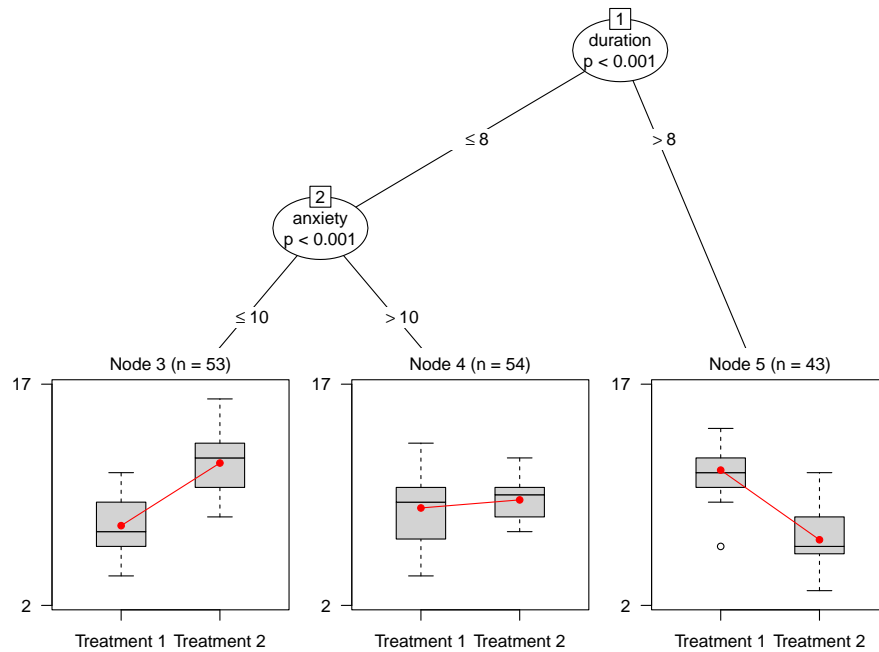 1
duration
p < 0.001
≤ 8
> 8
2
anxiety
p < 0.001
≤ 10
> 10
Node 3 (n = 53)
17
2
Treatment 1 Treatment 2
Node 4 (n = 54)
17
2
Treatment 1 Treatment 2
Node 5 (n = 43)
17
2
Treatment 1 Treatment 2